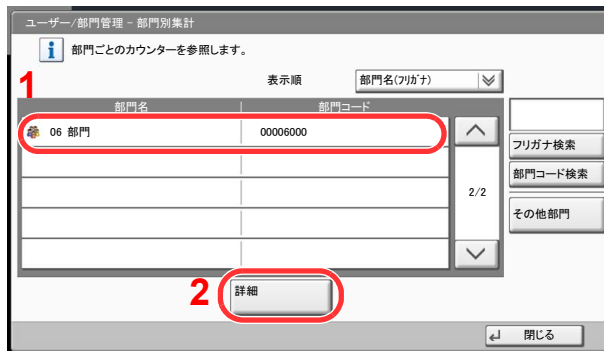 ユーザー/部門管理 - 部門別集計
i 部門ごとのカウンターを参照します。
1
表示順 部門名(フリガナ)
部門名 部門コード
06 部門 00006000
フリガナ検索
部門コード検索
2/2
その他部門
2 詳細
閉じる